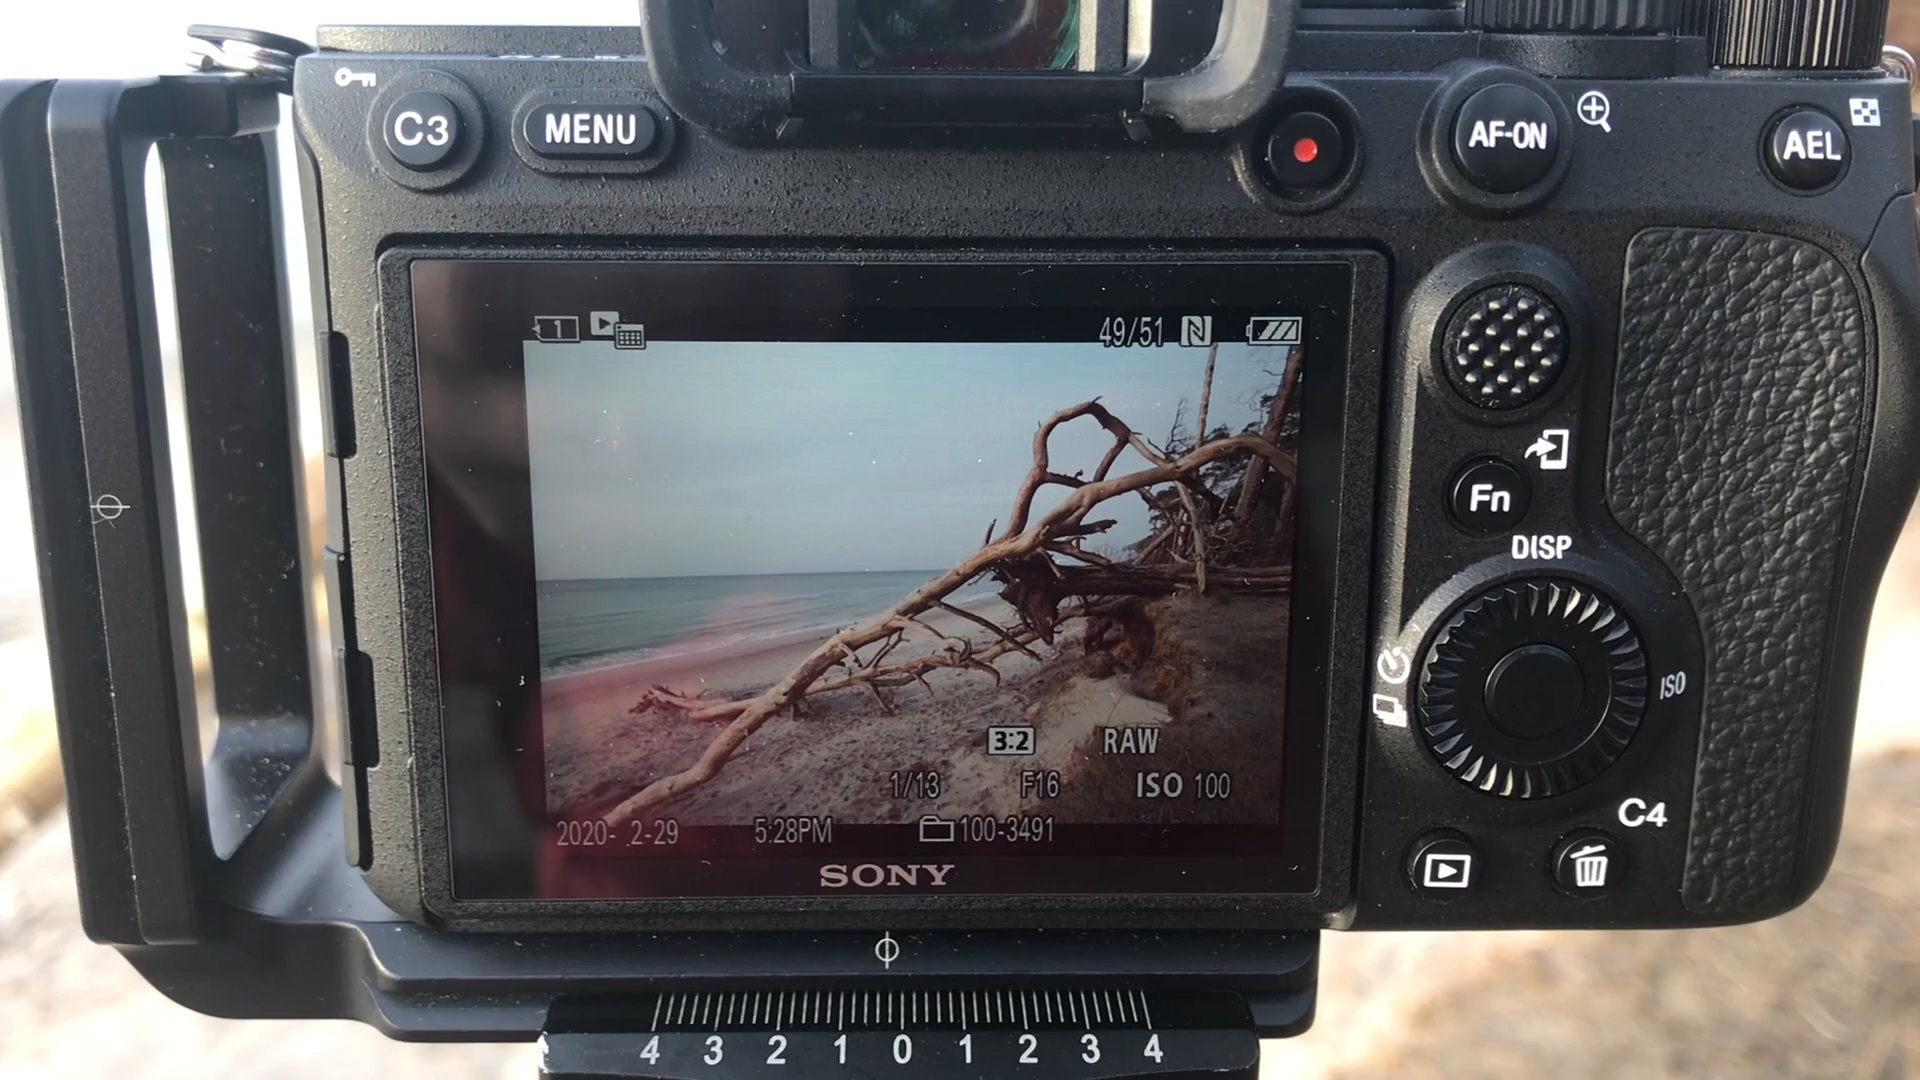 C3
MENU
AF-ON
AEL
1
49/51 N
Fn
DISP
ISO
3:2 RAW
1/13 F16 ISO 100
2020- 2-29 5:28PM 100-3491
C4
SONY
4 3 2 1 0 1 2 3 4